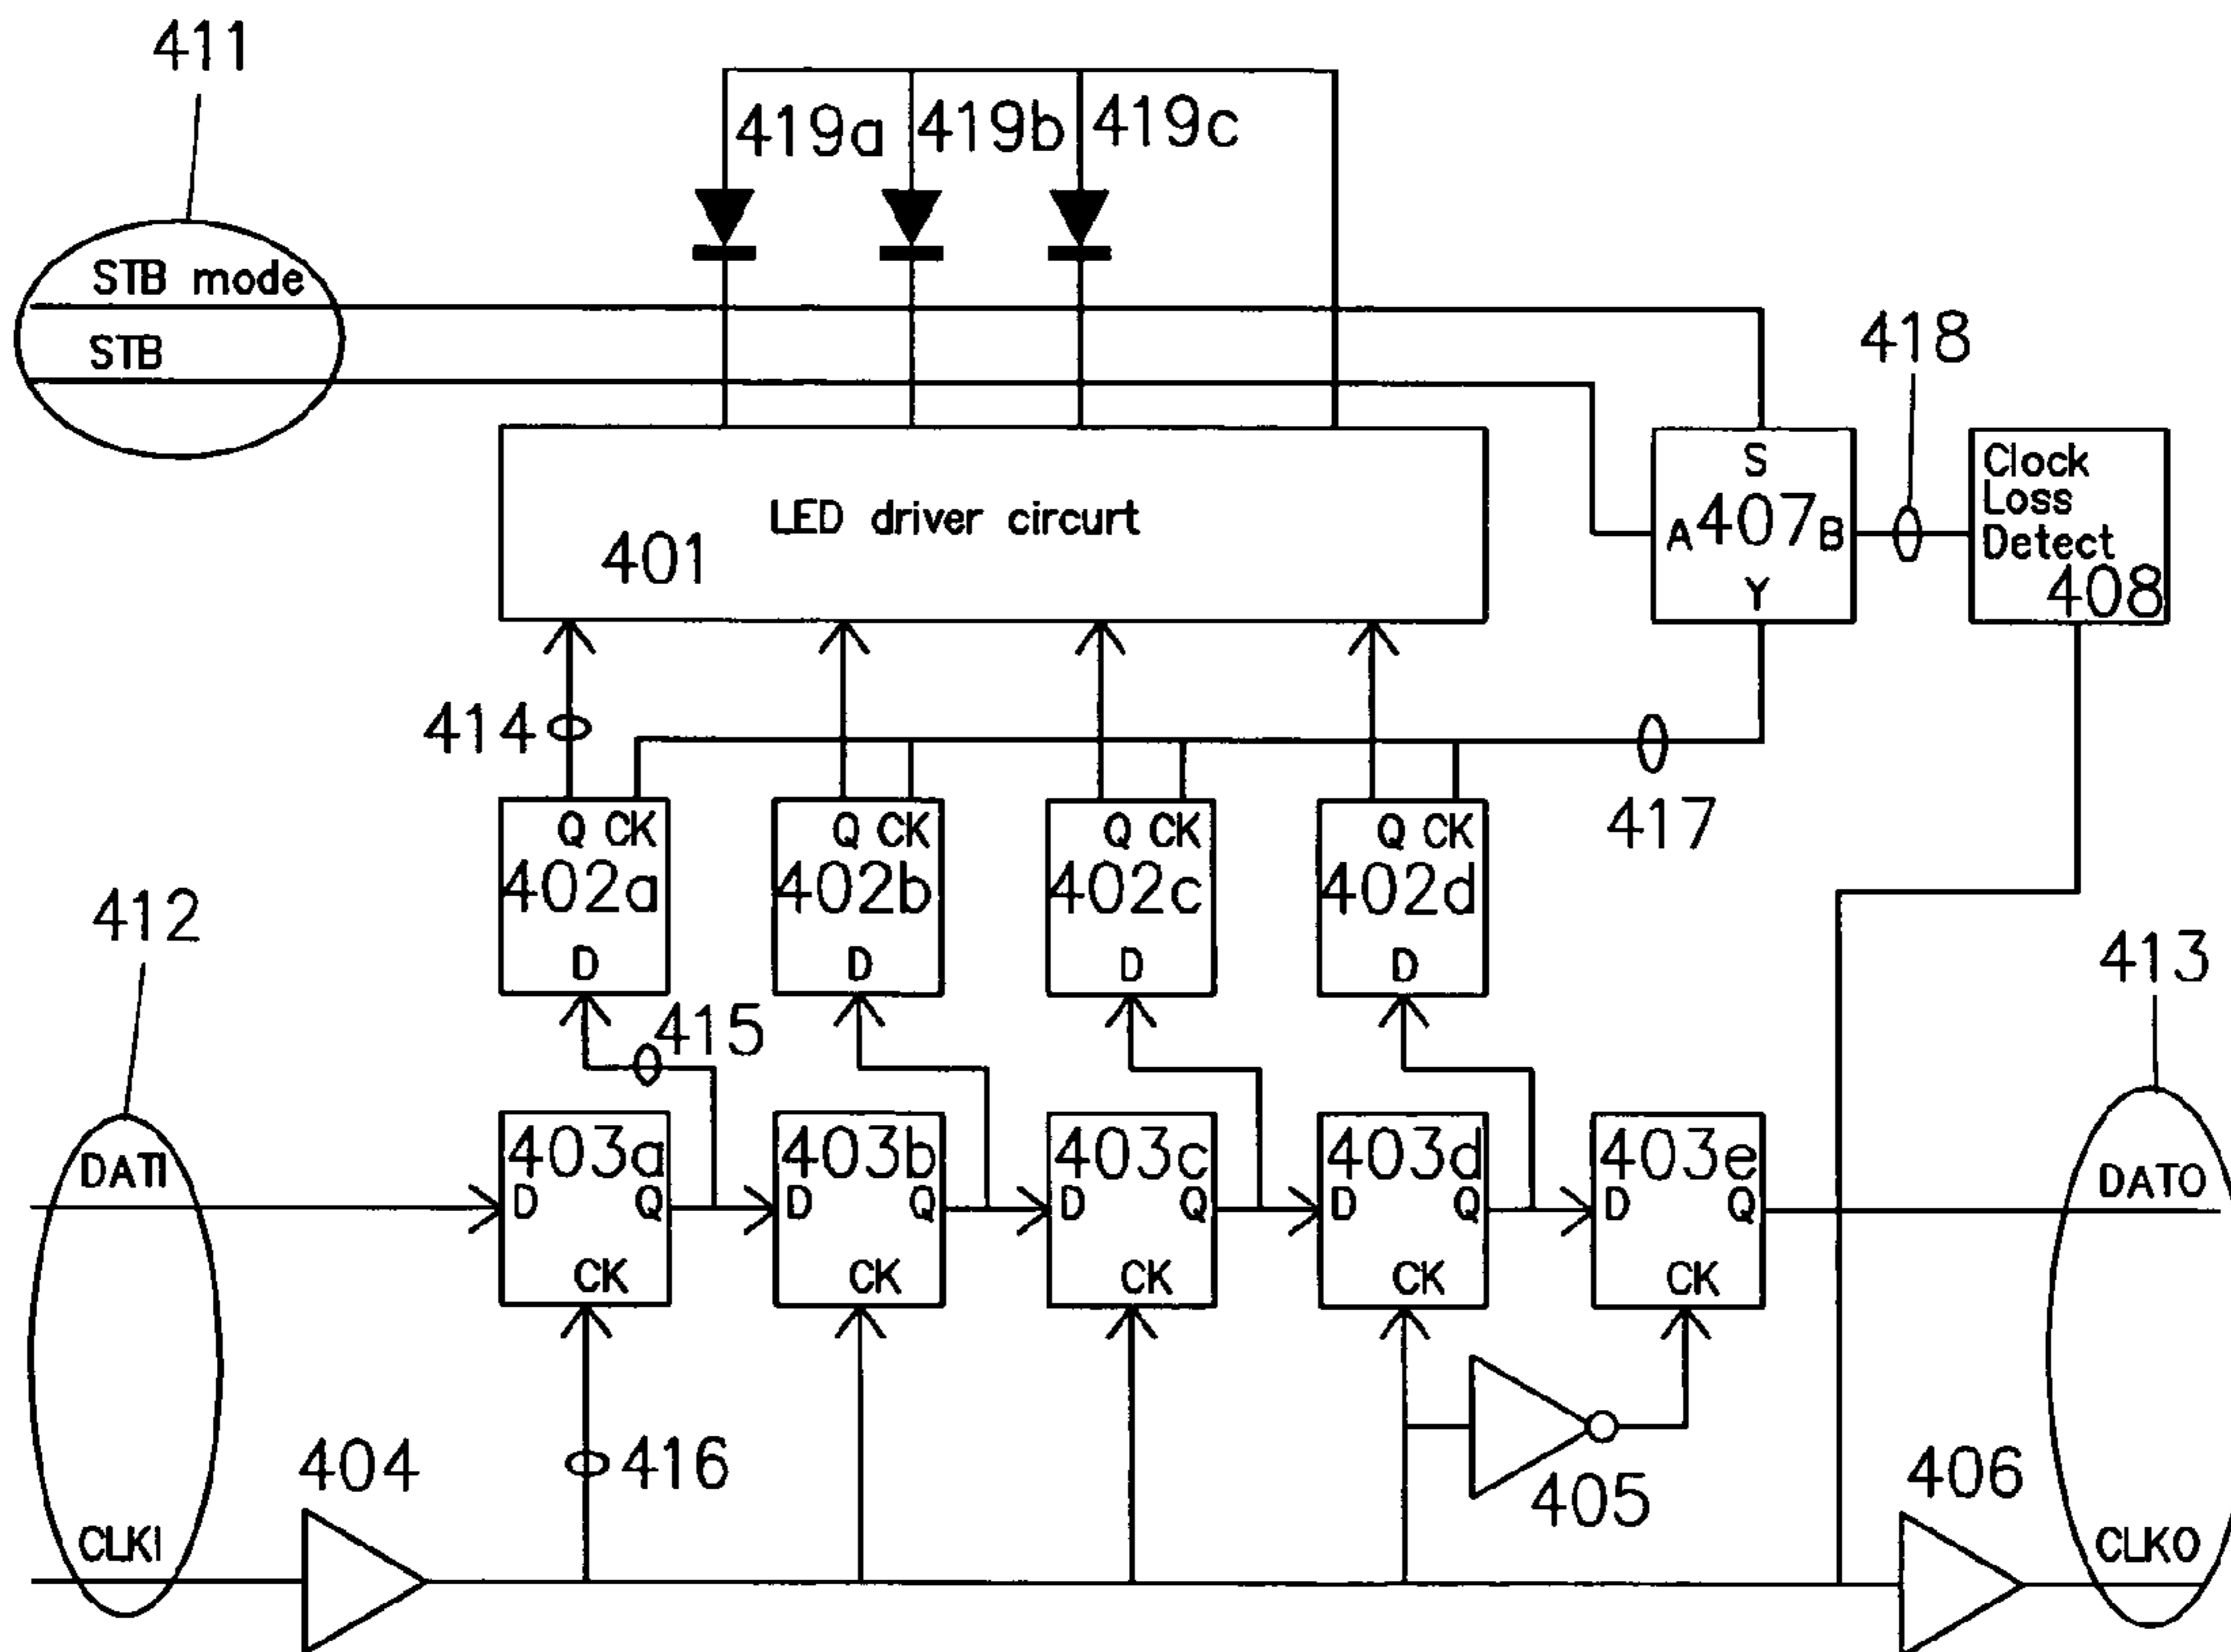 411
419a 419b 419c
STB mode
STB
418
LED driver circurt
401
S
A 407 B
Y
Clock
Loss
Detect
408
414
417
Q CK
402a
D
Q CK
402b
D
Q CK
402c
D
Q CK
402d
D
412
413
415
DATI
403a
D Q
CK
403b
D Q
CK
403c
D Q
CK
403d
D Q
CK
403e
D Q
CK
DATO
404
416
405
406
CLKI
CLKO